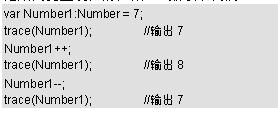 var Number1:Number = 7;
trace(Number1); //输出 7
Number1++;
trace(Number1); //输出 8
Number1--;
trace(Number1); //输出 7